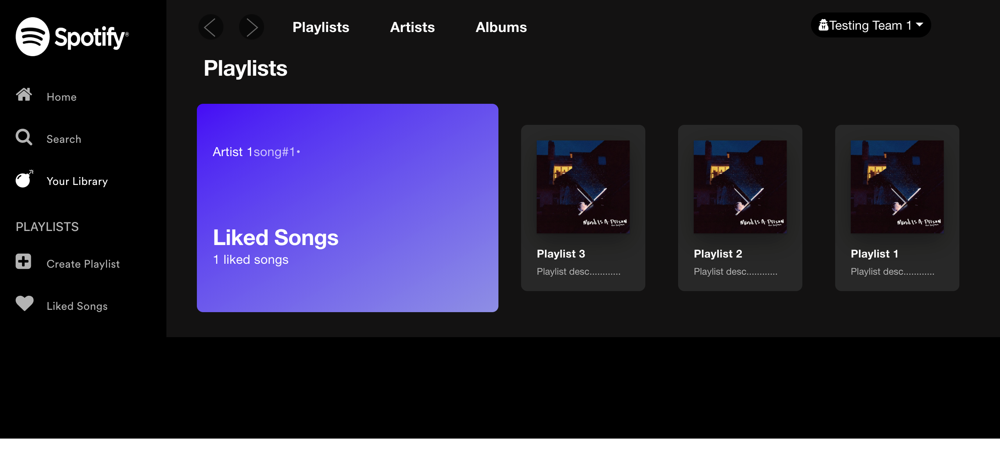 Spotify®
Home
Search
Your Library
PLAYLISTS
Create Playlist
Liked Songs
Playlists Artists Albums
Testing Team 1
Playlists
Artist 1song#1•
Liked Songs
1 liked songs
Mind Is A Prison
Playlist 3
Playlist desc............
Mind Is A Prison
Playlist 2
Playlist desc............
Mind Is A Prison
Playlist 1
Playlist desc............